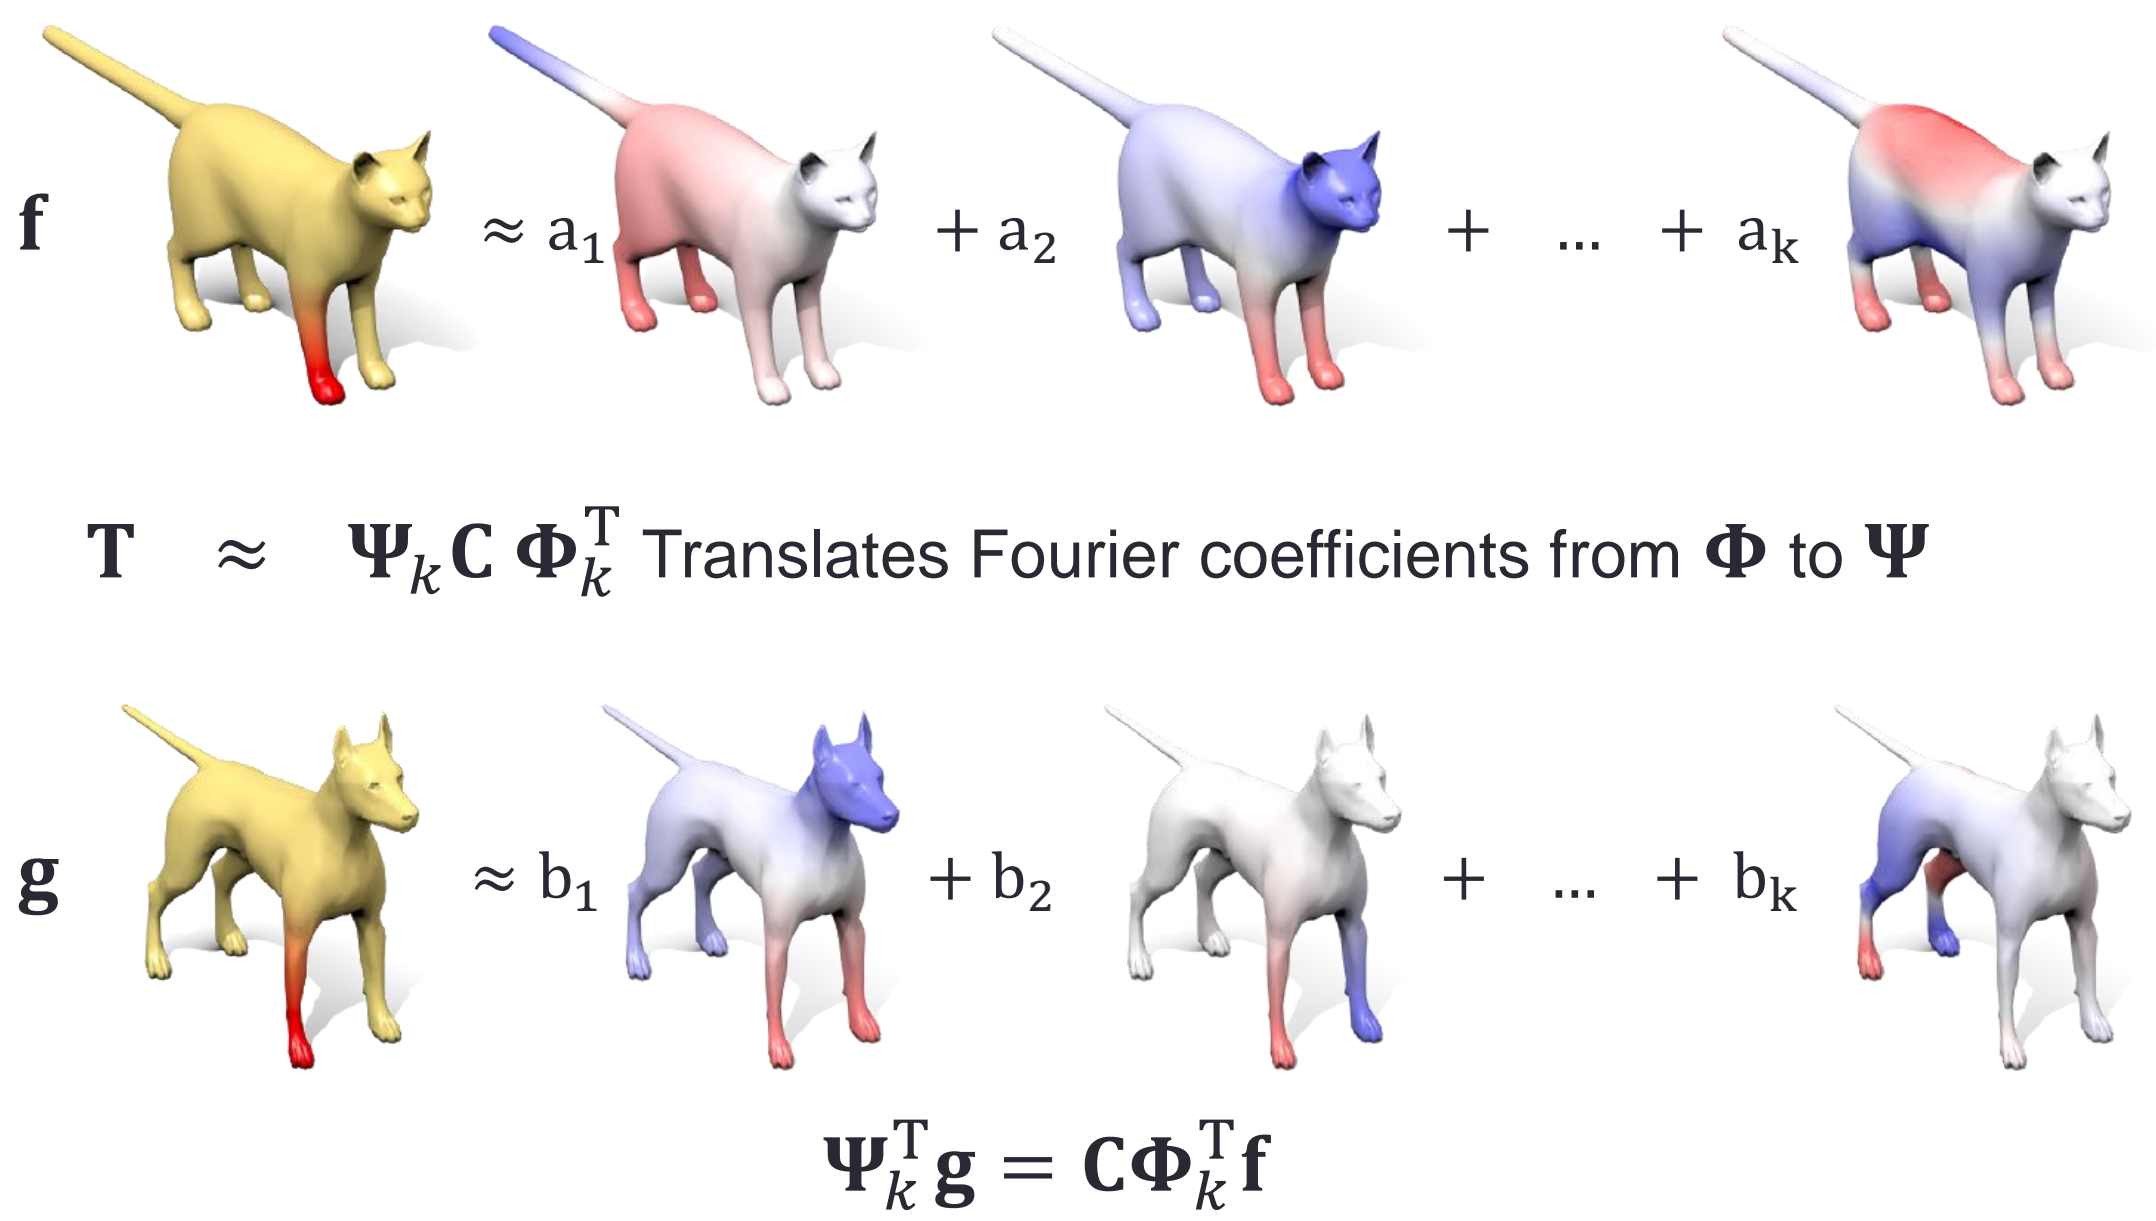 f ≈ a₁ + a₂ + ... + aₖ
T ≈ Ψₖ C Φₖᵀ Translates Fourier coefficients from Φ to Ψ
g ≈ b₁ + b₂ + ... + bₖ
Ψₖᵀg = CΦₖᵀf